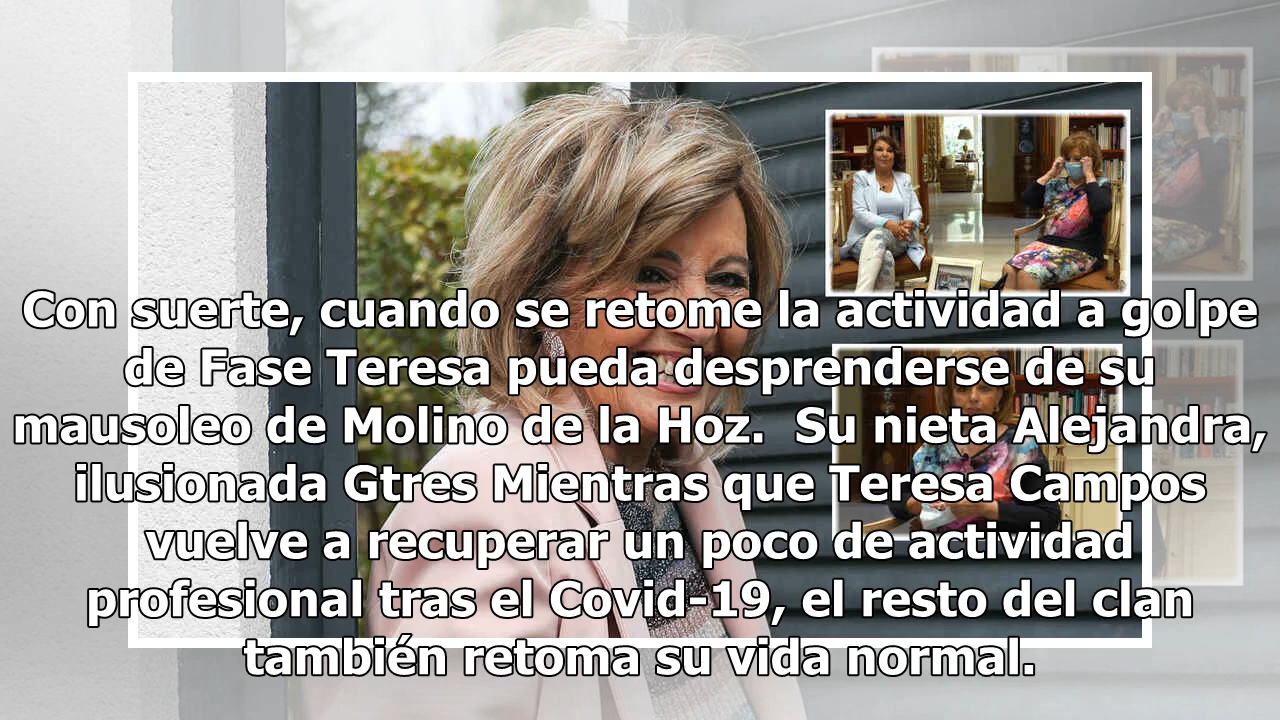 Con suerte, cuando se retome la actividad a golpe
de Fase Teresa pueda desprenderse de su
mausoleo de Molino de la Hoz.  Su nieta Alejandra,
ilusionada Gtres Mientras que Teresa Campos
vuelve a recuperar un poco de actividad
profesional tras el Covid-19, el resto del clan
también retoma su vida normal.